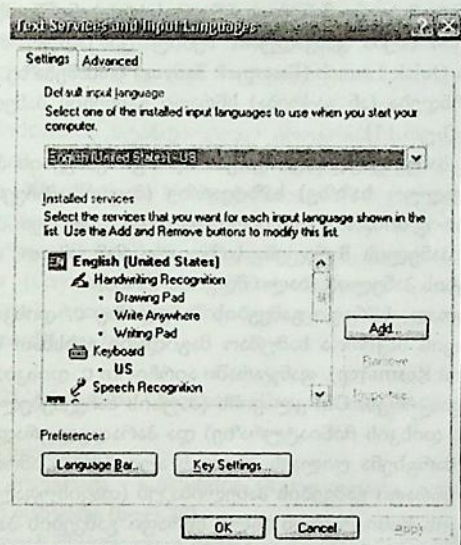 Text Services and Input Languages
Settings Advanced
Default input language
Select one of the installed input languages to use when you start your
computer.
English (United States) - US
Installed services
Select the services that you want for each input language shown in the
list. Use the Add and Remove buttons to modify this list.
English (United States)
Handwriting Recognition
Drawing Pad
Write Anywhere
Writing Pad
Keyboard
US
Speech Recognition
Add...
Remove
Properties...
Preferences
Language Bar...
Key Settings...
OK Cancel Apply